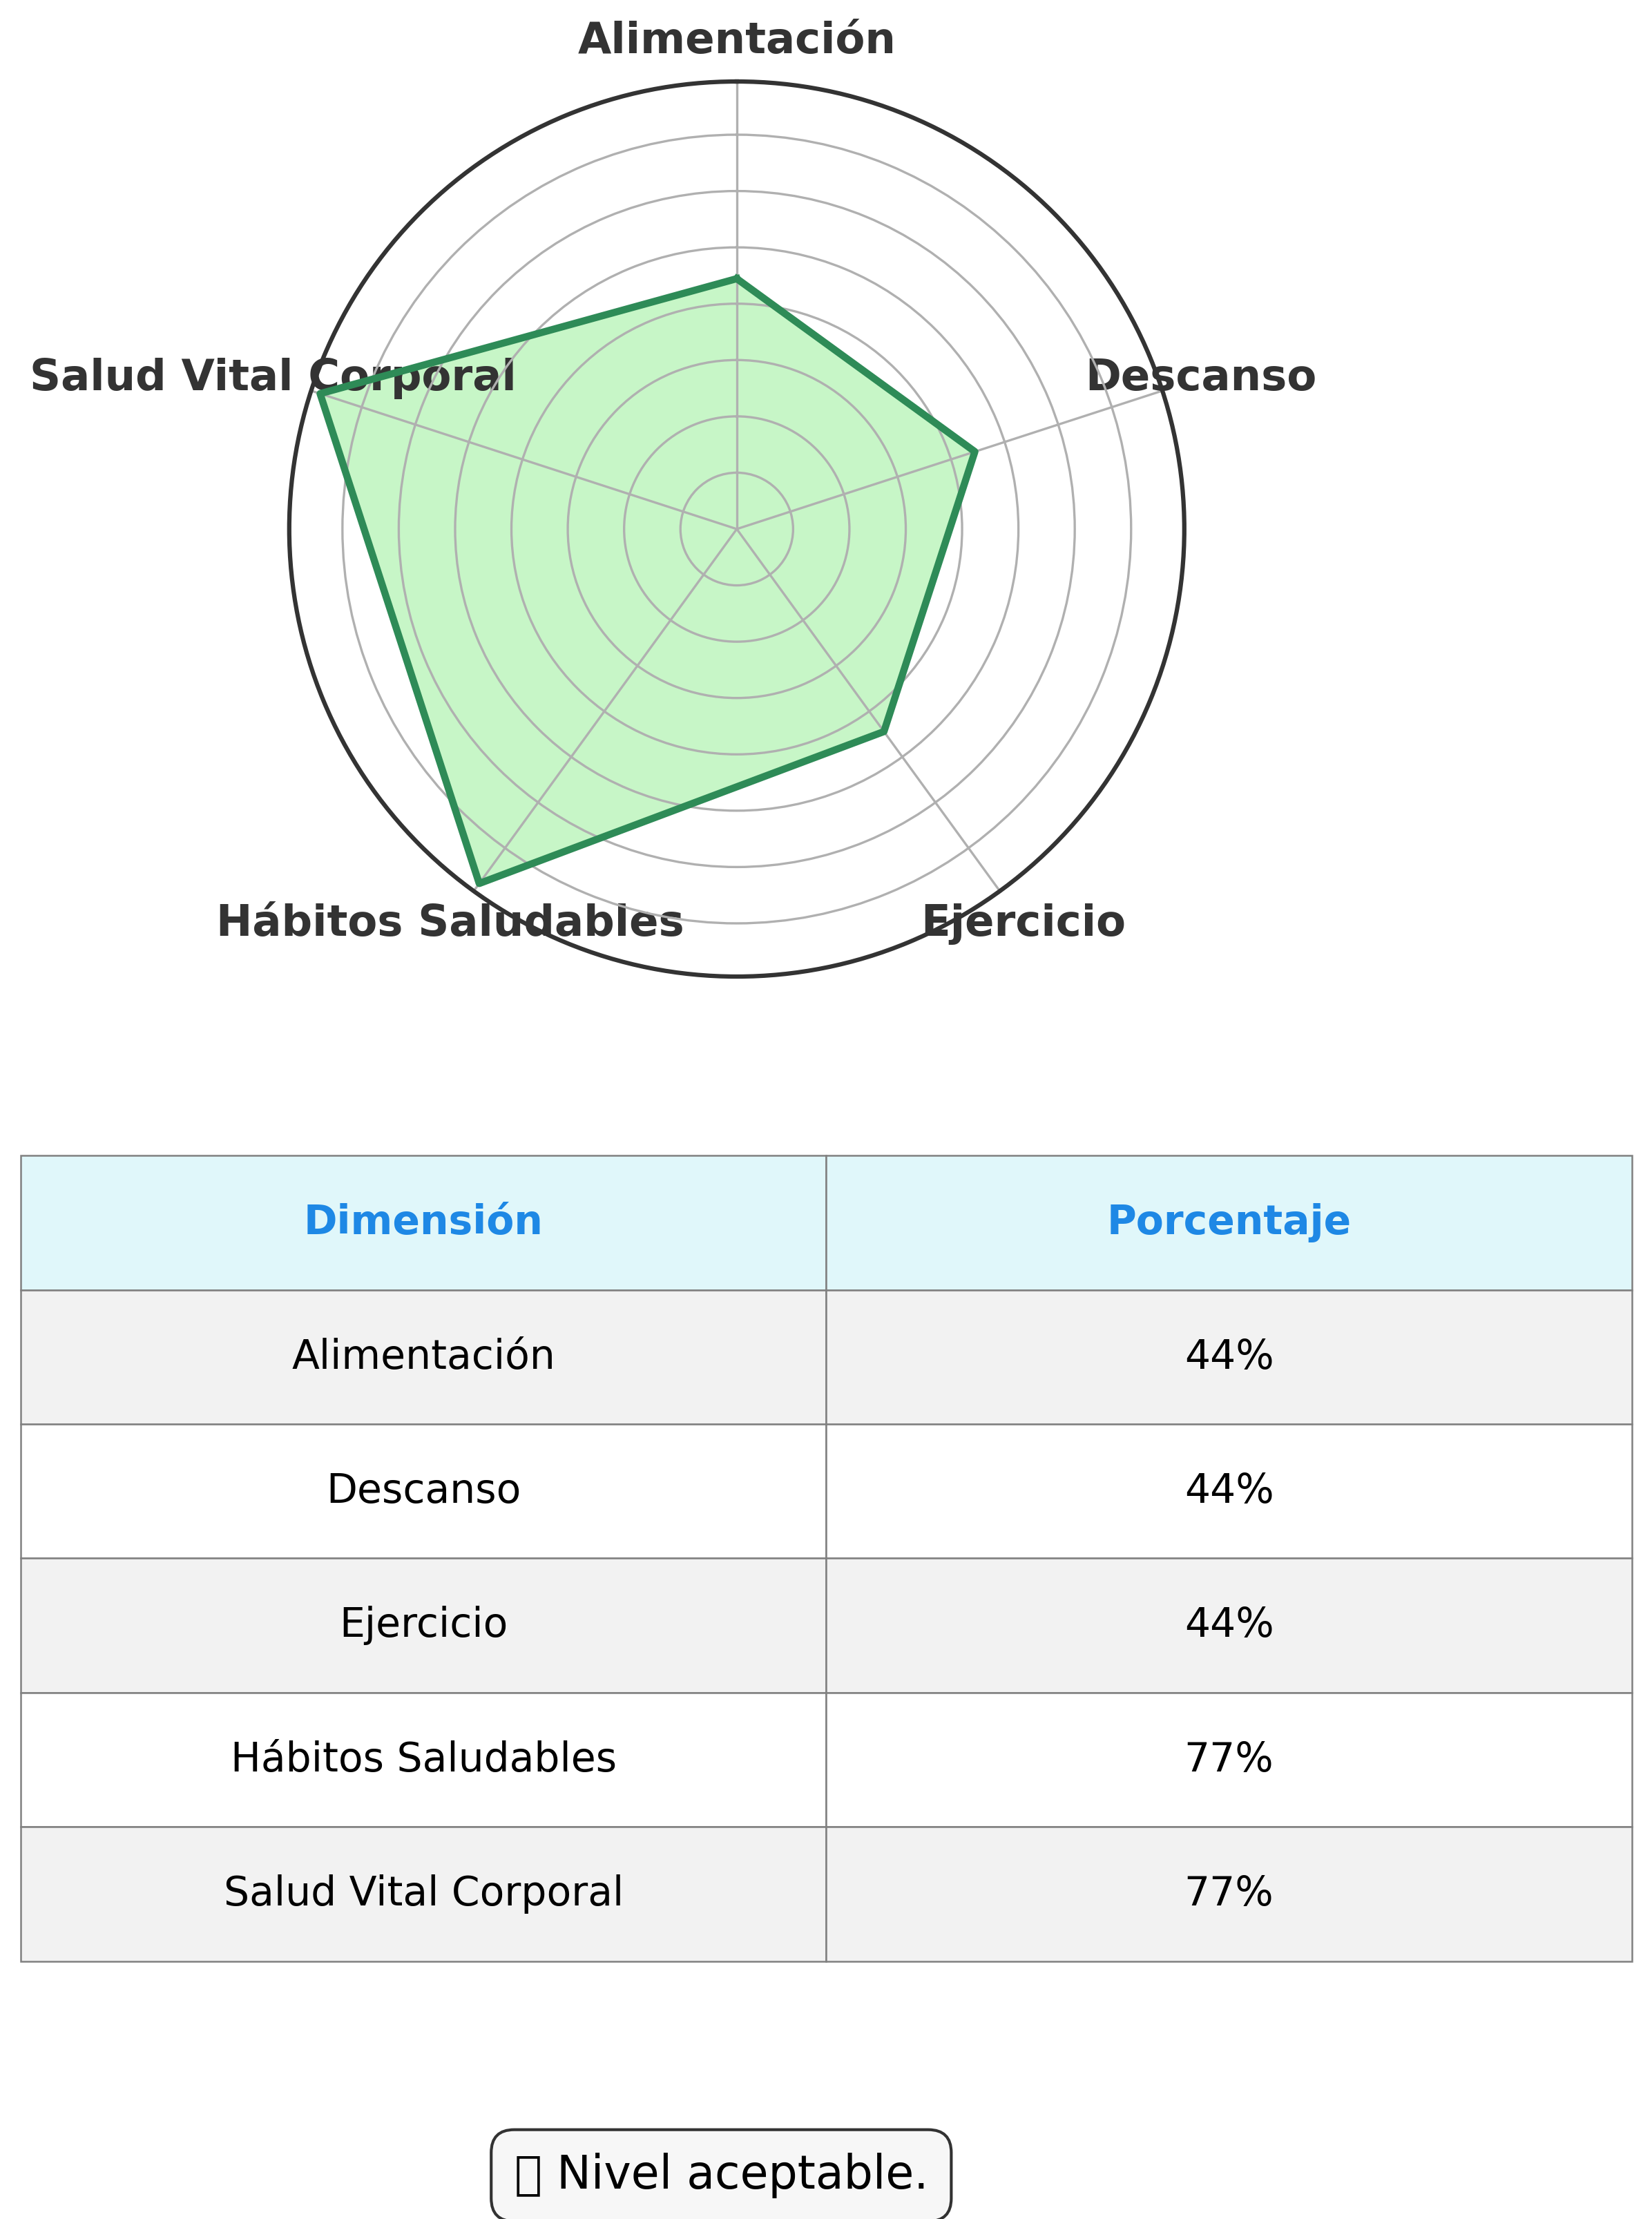 Alimentación
Salud Vital Corporal
Descanso
Hábitos Saludables
Ejercicio
Dimensión Porcentaje
Alimentación 44%
Descanso 44%
Ejercicio 44%
Hábitos Saludables 77%
Salud Vital Corporal 77%
Nivel aceptable.